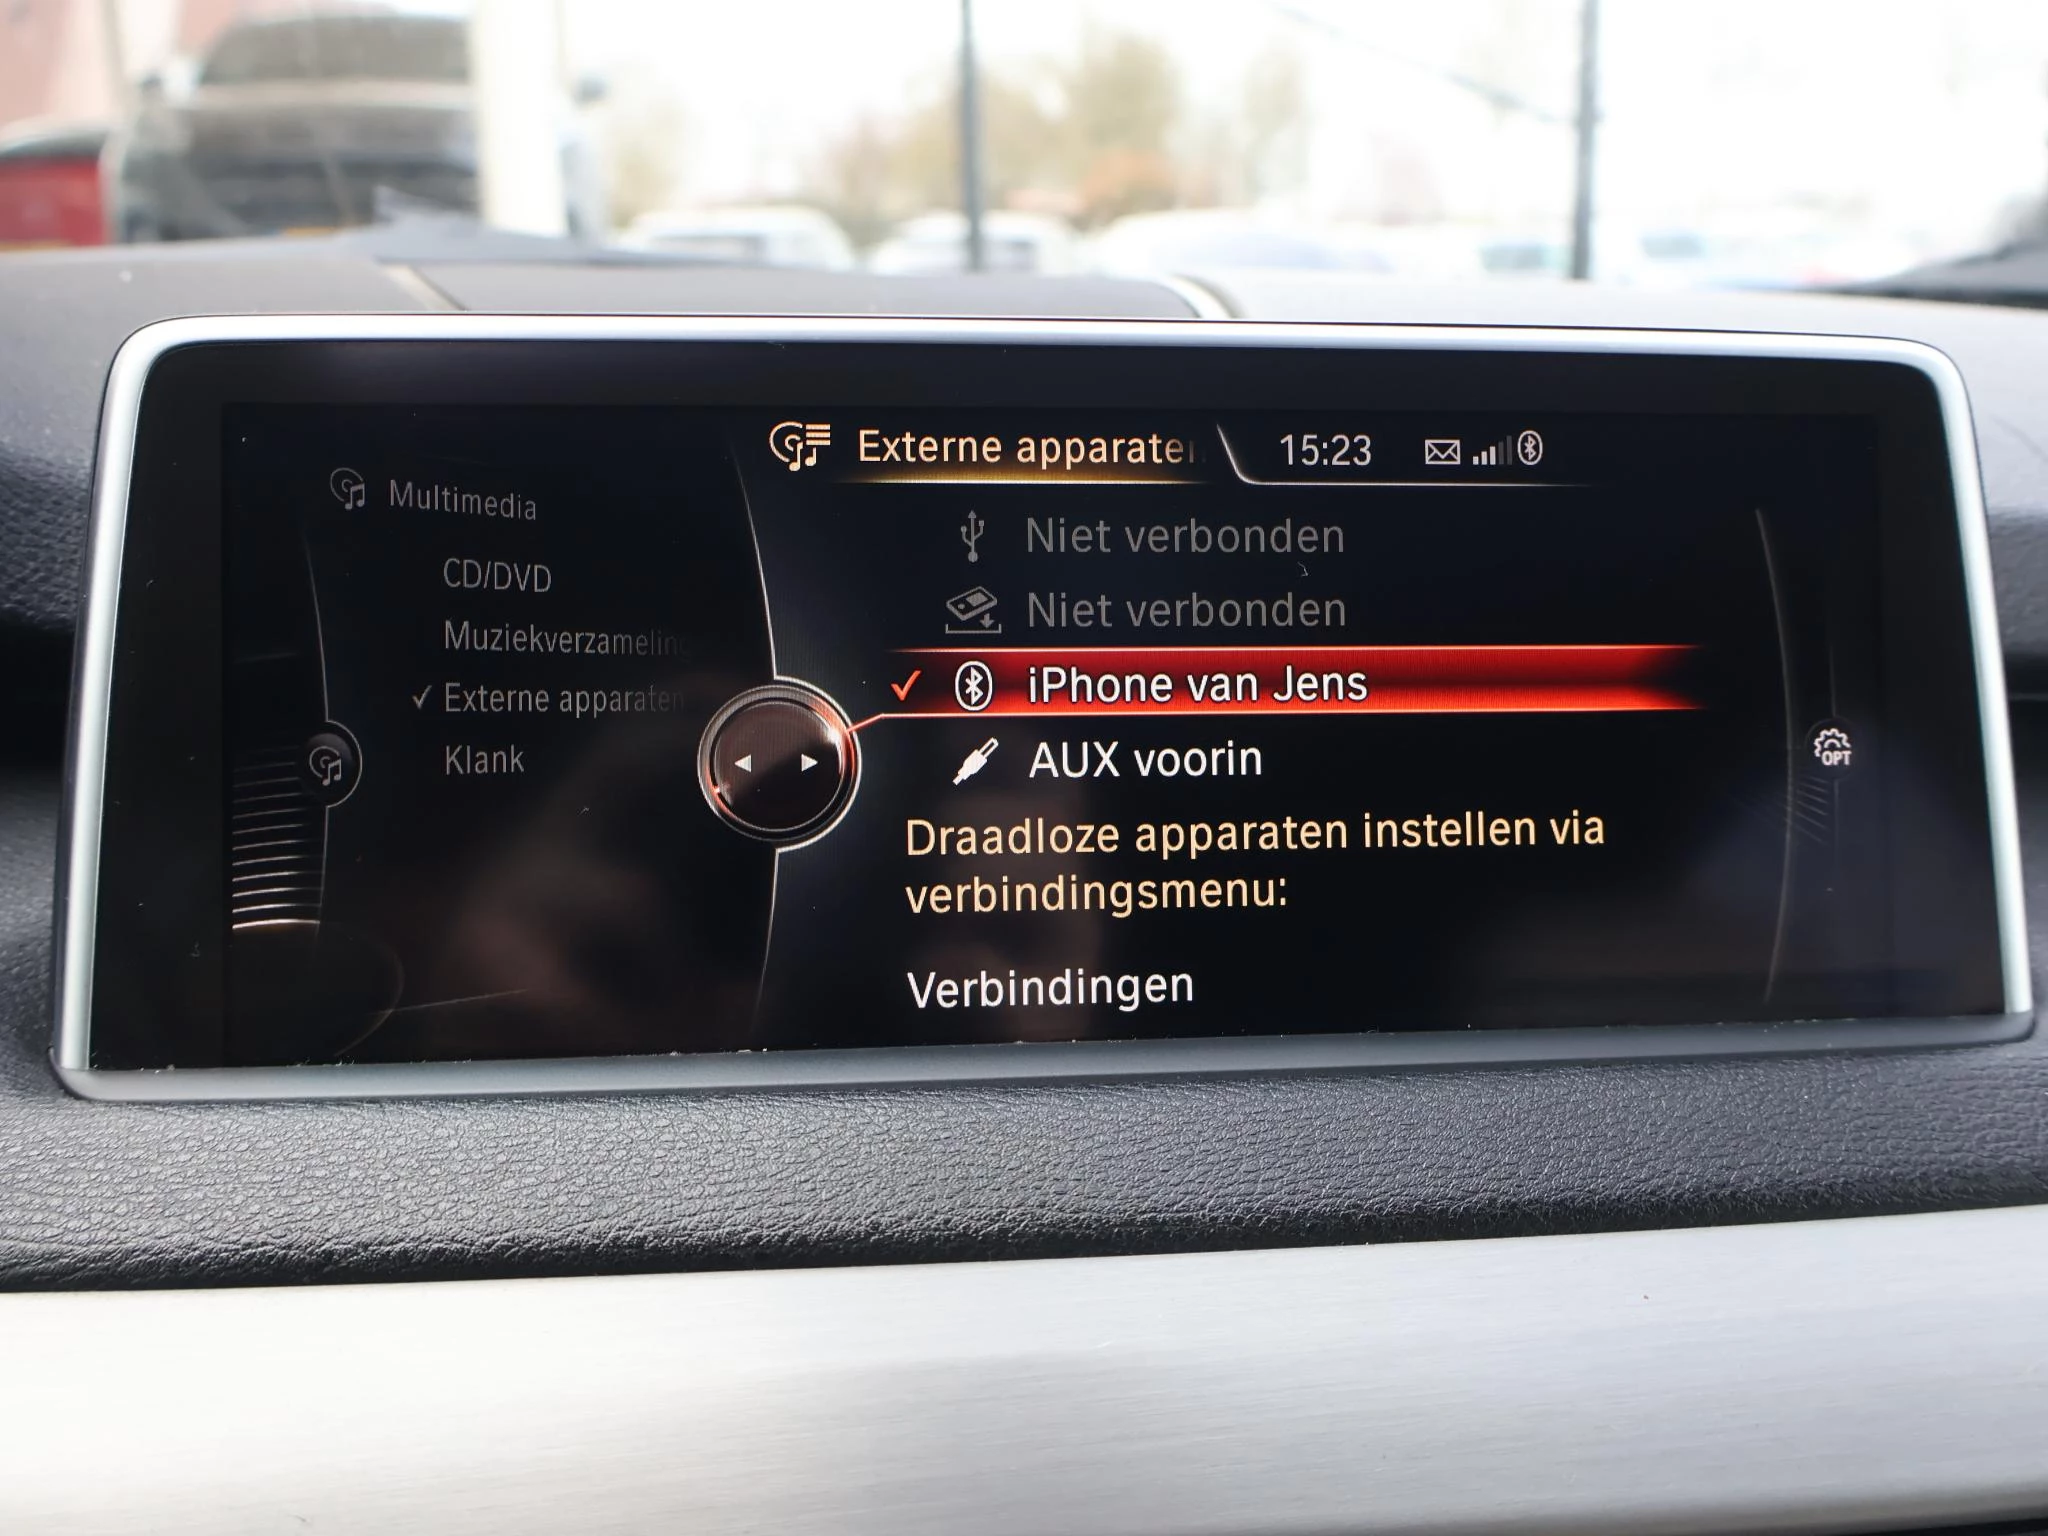 Externe apparaten
15:23
Multimedia
CD/DVD
Muziekverzameling
Externe apparaten
Klank
Niet verbonden
Niet verbonden
iPhone van Jens
AUX voorin
Draadloze apparaten instellen via
verbindingsmenu:
Verbindingen
OPT